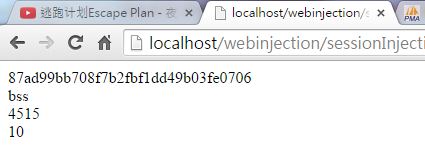 逃跑计划Escape Plan - 夜
localhost/webinjection/s
PMA
localhost/webinjection/sessionInjecti
87ad99bb708f7b2fbf1dd49b03fe0706
bss
4515
10